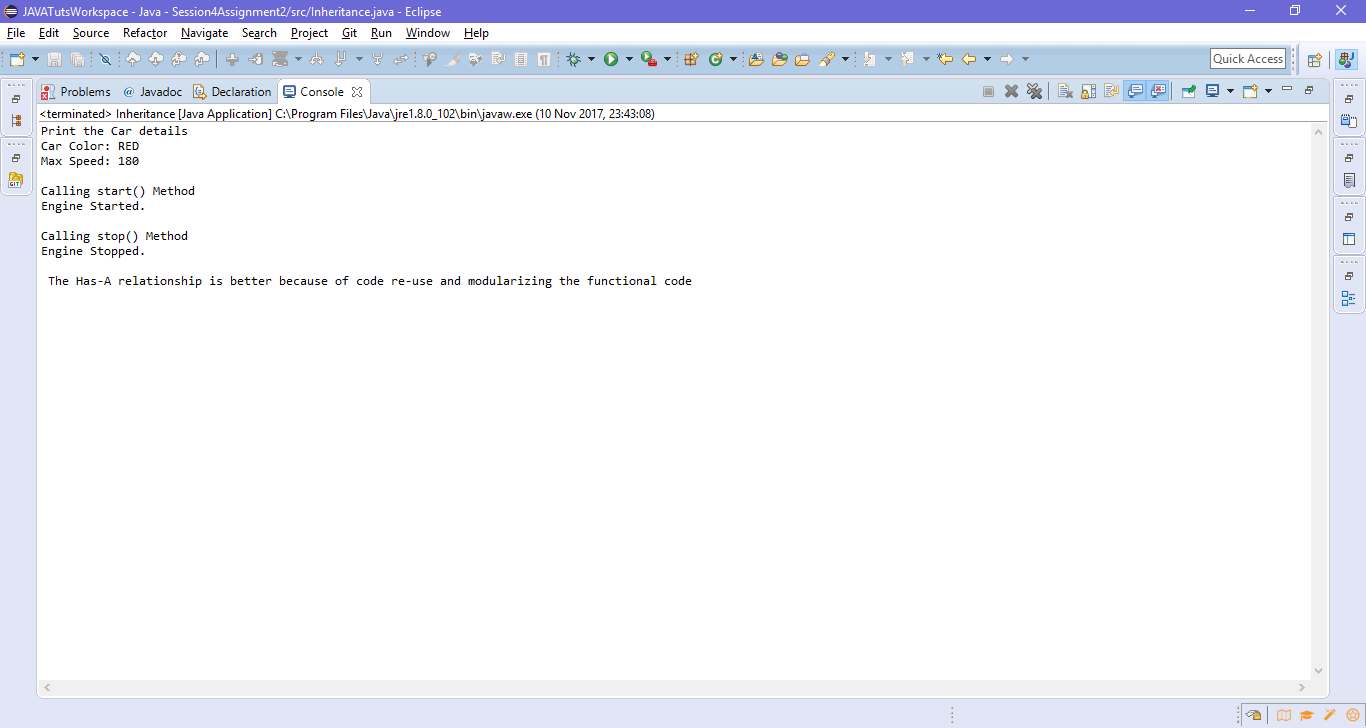 JAVATutsWorkspace - Java - Session4Assignment2/src/Inheritance.java - Eclipse
File Edit Source Refactor Navigate Search Project Git Run Window Help
Quick Access
Problems @ Javadoc Declaration Console
<terminated> Inheritance [Java Application] C:\Program Files\Java\jre1.8.0_102\bin\javaw.exe (10 Nov 2017, 23:43:08)
Print the Car details
Car Color: RED
Max Speed: 180
Calling start() Method
Engine Started.
Calling stop() Method
Engine Stopped.
The Has-A relationship is better because of code re-use and modularizing the functional code
GIT